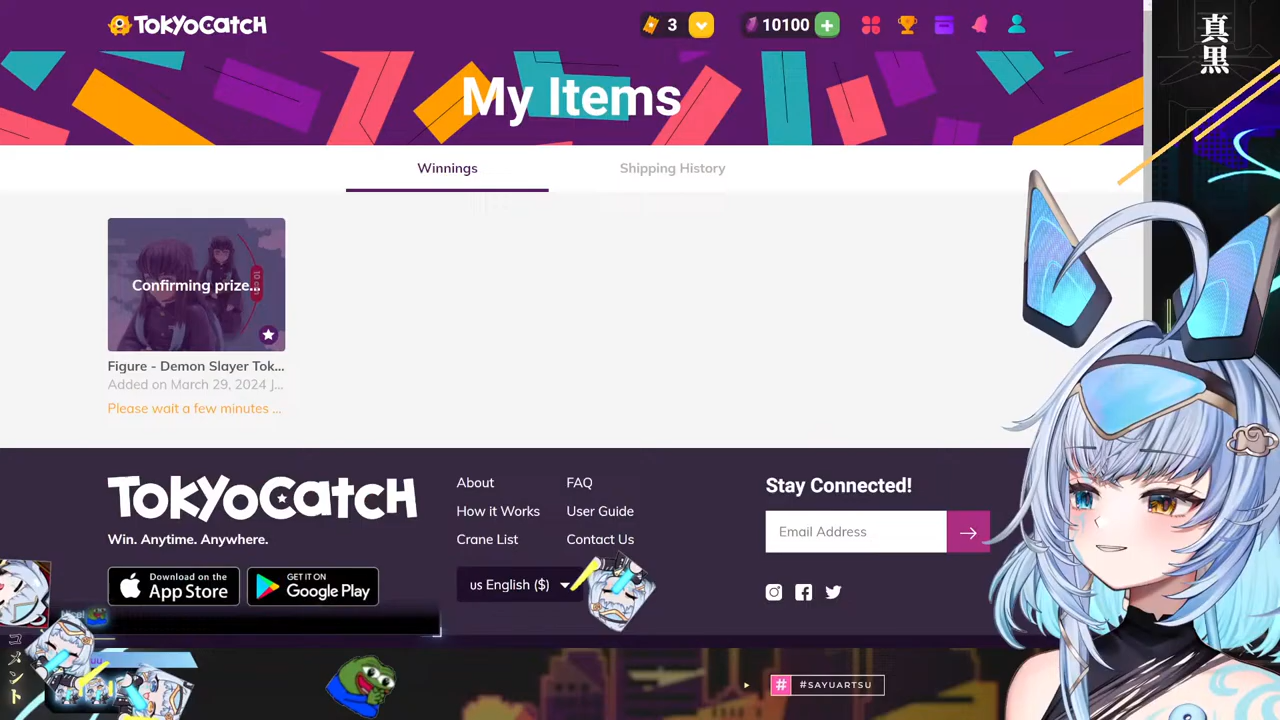 TOKYOCATCH
3
10100
真黒
My Items
Winnings
Shipping History
Confirming prize...
Figure - Demon Slayer Tok...
Added on March 29, 2024 J...
Please wait a few minutes ...
TOKYOCATCH
Win. Anytime. Anywhere.
Download on the
App Store
GET IT ON
Google Play
About
How it Works
Crane List
FAQ
User Guide
Contact Us
us English ($)
Stay Connected!
Email Address
#SAYUARTSU